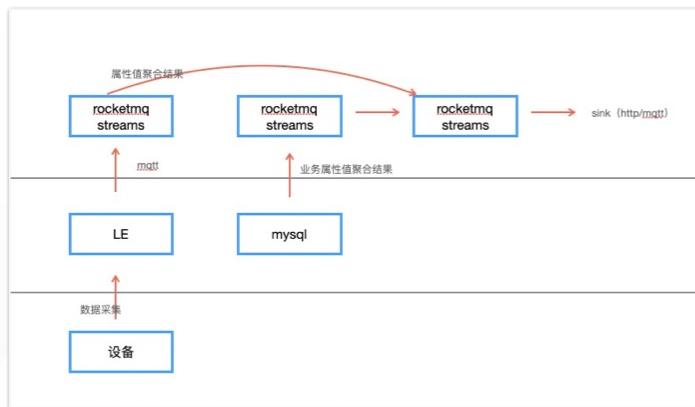 属性值聚合结果
rocketmq
streams
rocketmq
streams
rocketmq
streams
sink（http/mqtt）
mqtt
业务属性值聚合结果
LE
mysql
数据采集
设备